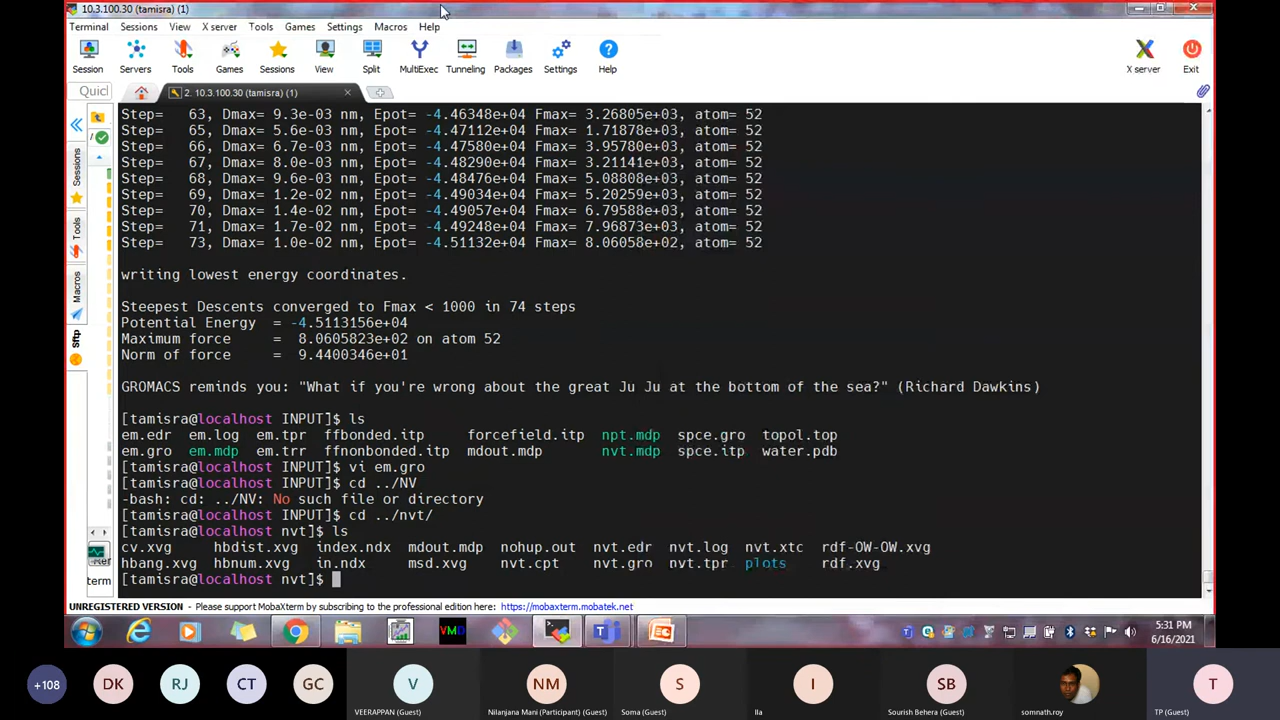 10.3.100.30 (tamisra) (1)
Terminal Sessions View X server Tools Games Settings Macros Help
Session Servers Tools Games Sessions View Split MultiExec Tunneling Packages Settings Help X server Exit
Quicl 2. 10.3.100.30 (tamisra) (1)
Sessions
Tools
Macros
Sftp
Step= 63, Dmax= 9.3e-03 nm, Epot= -4.46348e+04 Fmax= 3.26805e+03, atom= 52
Step= 65, Dmax= 5.6e-03 nm, Epot= -4.47112e+04 Fmax= 1.71878e+03, atom= 52
Step= 66, Dmax= 6.7e-03 nm, Epot= -4.47580e+04 Fmax= 3.95780e+03, atom= 52
Step= 67, Dmax= 8.0e-03 nm, Epot= -4.48290e+04 Fmax= 3.21141e+03, atom= 52
Step= 68, Dmax= 9.6e-03 nm, Epot= -4.48476e+04 Fmax= 5.08808e+03, atom= 52
Step= 69, Dmax= 1.2e-02 nm, Epot= -4.49034e+04 Fmax= 5.20259e+03, atom= 52
Step= 70, Dmax= 1.4e-02 nm, Epot= -4.49057e+04 Fmax= 6.79588e+03, atom= 52
Step= 71, Dmax= 1.7e-02 nm, Epot= -4.49248e+04 Fmax= 7.96873e+03, atom= 52
Step= 73, Dmax= 1.0e-02 nm, Epot= -4.51132e+04 Fmax= 8.06058e+02, atom= 52
writing lowest energy coordinates.
Steepest Descents converged to Fmax < 1000 in 74 steps
Potential Energy = -4.5113156e+04
Maximum force = 8.0605823e+02 on atom 52
Norm of force = 9.4400346e+01
GROMACS reminds you: "What if you're wrong about the great Ju Ju at the bottom of the sea?" (Richard Dawkins)
[tamisra@localhost INPUT]$ ls
em.edr em.log em.tpr ffbonded.itp forcefield.itp npt.mdp spce.gro topol.top
em.gro em.mdp em.trr ffnonbonded.itp mdout.mdp nvt.mdp spce.itp water.pdb
[tamisra@localhost INPUT]$ vi em.gro
[tamisra@localhost INPUT]$ cd ../NV
-bash: cd: ../NV: No such file or directory
[tamisra@localhost INPUT]$ cd ../nvt/
[tamisra@localhost nvt]$ ls
cv.xvg hbdist.xvg index.ndx mdout.mdp nohup.out nvt.edr nvt.log nvt.xtc rdf-OW-OW.xvg
hbang.xvg hbnum.xvg in.ndx msd.xvg nvt.cpt nvt.gro nvt.tpr plots rdf.xvg
[tamisra@localhost nvt]$
term
UNREGISTERED VERSION - Please support MobaXterm by subscribing to the professional edition here: https://mobaxterm.mobatek.net
VMD
5:31 PM
6/16/2021
+108 DK RJ CT GC V NM S I SB T
VEERAPPAN (Guest) Nilanjana Mani (Participant) (Guest) Soma (Guest) Ila Sourish Behera (Guest) somnath.roy TP (Guest)